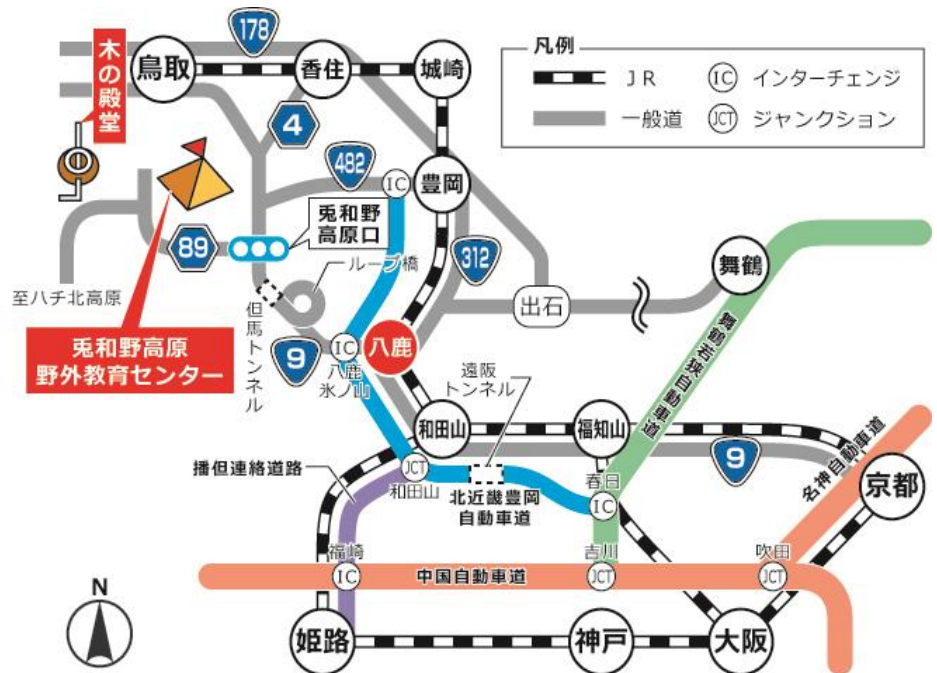 178
木の殿堂
鳥取
香住
城崎
凡例
JR
IC
インターチェンジ
一般道
JCT
ジャンクション
4
482
IC
豊岡
兎和野
高原口
89
ループ橋
312
舞鶴
至ハチ北高原
出石
兎和野高原
野外教育センター
但馬トンネル
9
IC
八鹿
氷ノ山
八鹿
遠阪
トンネル
舞鶴若狭自動車道
和田山
福知山
9
名神自動車道
播但連絡道路
JCT
和田山
北近畿豊岡
自動車道
春日
IC
京都
福崎
IC
中国自動車道
吉川
JCT
吹田
JCT
N
姫路
神戸
大阪